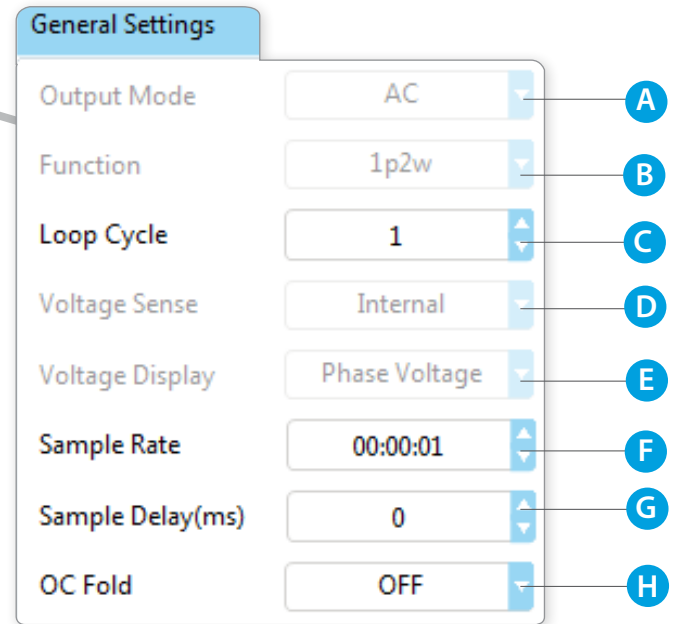 General Settings
Output Mode AC A
Function 1p2w B
Loop Cycle 1 C
Voltage Sense Internal D
Voltage Display Phase Voltage E
Sample Rate 00:00:01 F
Sample Delay(ms) 0 G
OC Fold OFF H